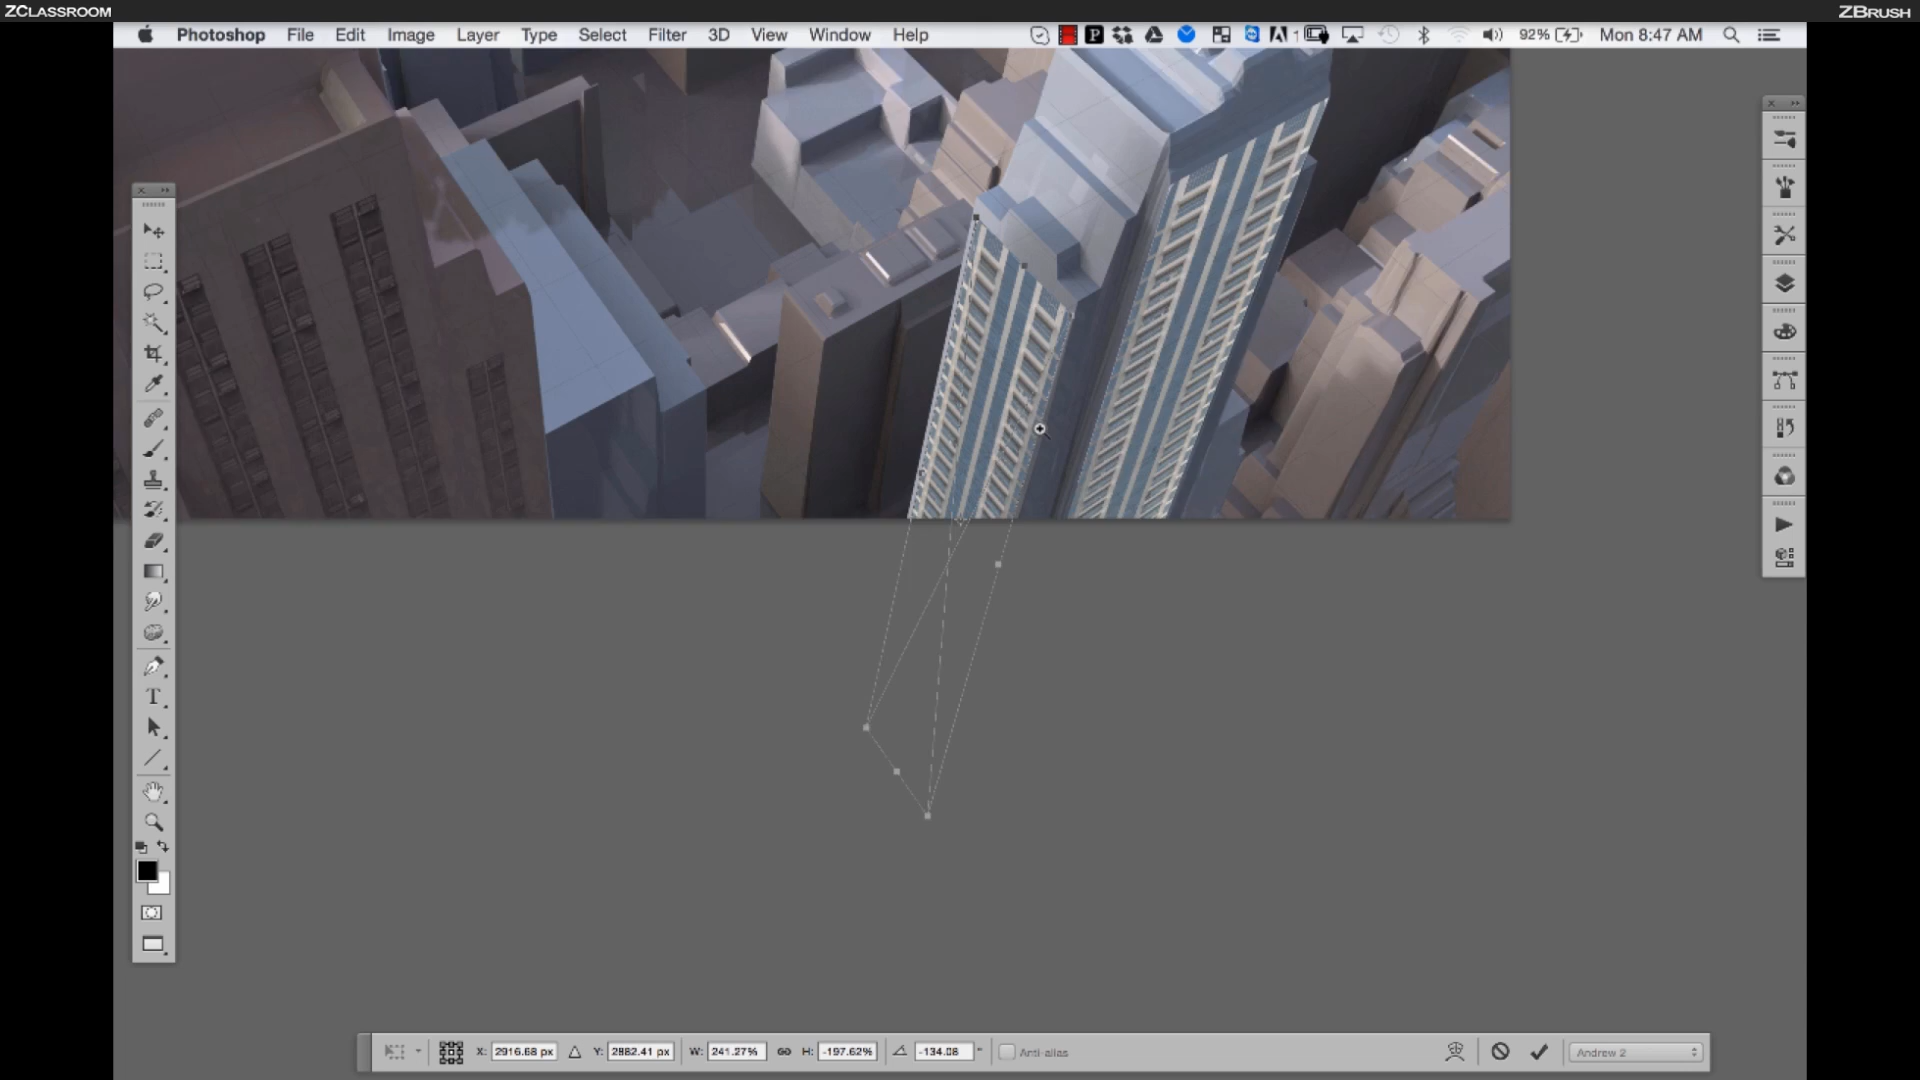 ZCLASSROOM
ZBRUSH
Photoshop File Edit Image Layer Type Select Filter 3D View Window Help 1 92% Mon 8:47 AM
X: 2916.68 px Y: 2882.41 px W: 241.27% H: -197.62% -134.08 ° Anti-alias Andrew 2